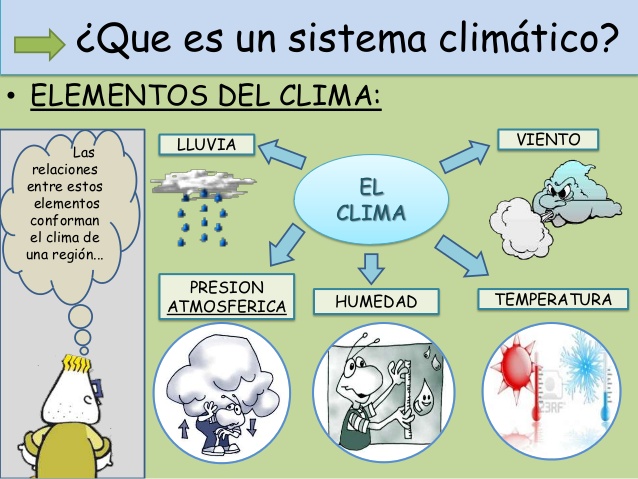 ¿Que es un sistema climático?
• ELEMENTOS DEL CLIMA:
Las
relaciones
entre estos
elementos
conforman
el clima de
una región...
LLUVIA
VIENTO
EL
CLIMA
PRESION
ATMOSFERICA
HUMEDAD
TEMPERATURA
123RF